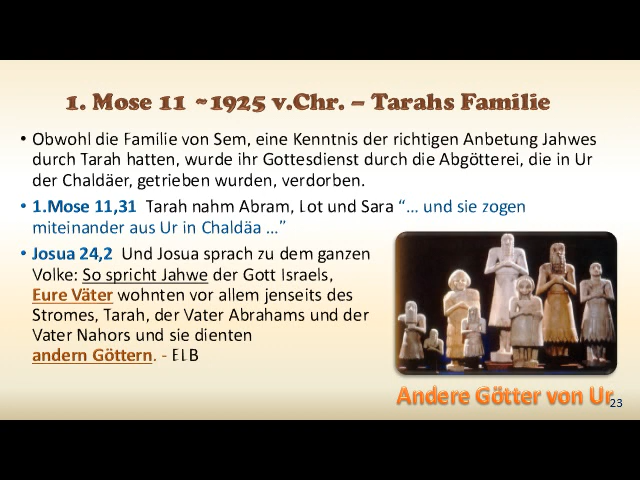 1. Mose 11 ~1925 v.Chr. – Tarahs Familie
• Obwohl die Familie von Sem, eine Kenntnis der richtigen Anbetung Jahwes
durch Tarah hatten, wurde ihr Gottesdienst durch die Abgötterei, die in Ur
der Chaldäer, getrieben wurden, verdorben.
• 1.Mose 11,31 Tarah nahm Abram, Lot und Sara “… und sie zogen
miteinander aus Ur in Chaldäa …”
• Josua 24,2 Und Josua sprach zu dem ganzen
Volke: So spricht Jahwe der Gott Israels,
Eure Väter wohnten vor allem jenseits des
Stromes, Tarah, der Vater Abrahams und der
Vater Nahors und sie dienten
andern Göttern. - ELB
Andere Götter von Ur
23